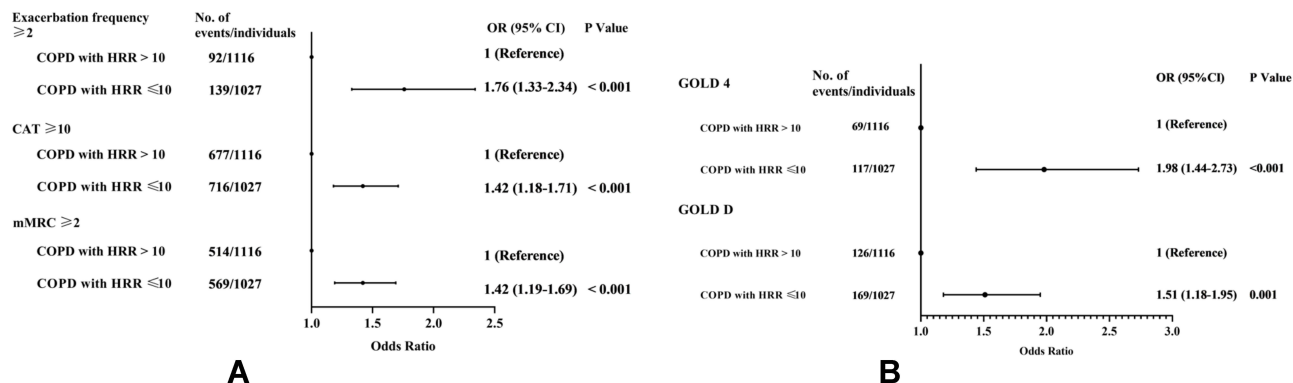 Exacerbation frequency
≥2
No. of
events/individuals
OR (95% CI) P Value
COPD with HRR > 10 92/1116 1 (Reference)
COPD with HRR ≤10 139/1027 1.76 (1.33-2.34) < 0.001
CAT ≥10
COPD with HRR > 10 677/1116 1 (Reference)
COPD with HRR ≤10 716/1027 1.42 (1.18-1.71) < 0.001
mMRC ≥2
COPD with HRR > 10 514/1116 1 (Reference)
COPD with HRR ≤10 569/1027 1.42 (1.19-1.69) < 0.001
1.0 1.5 2.0 2.5
Odds Ratio
A
GOLD 4
No. of
events/individuals
OR (95%CI) P Value
COPD with HRR > 10 69/1116 1 (Reference)
COPD with HRR ≤10 117/1027 1.98 (1.44-2.73) <0.001
GOLD D
COPD with HRR > 10 126/1116 1 (Reference)
COPD with HRR ≤10 169/1027 1.51 (1.18-1.95) 0.001
1.0 1.5 2.0 2.5 3.0
Odds Ratio
B